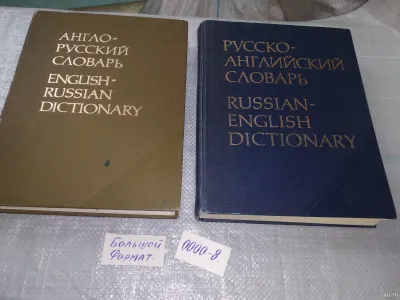 АНГЛО-
РУССКИЙ
СЛОВАРЬ
ENGLISH-
RUSSIAN
DICTIONARY
РУССКО-
АНГЛИЙСКИЙ
СЛОВАРЬ
RUSSIAN-
ENGLISH
DICTIONARY
Большой
формат.
0000-8